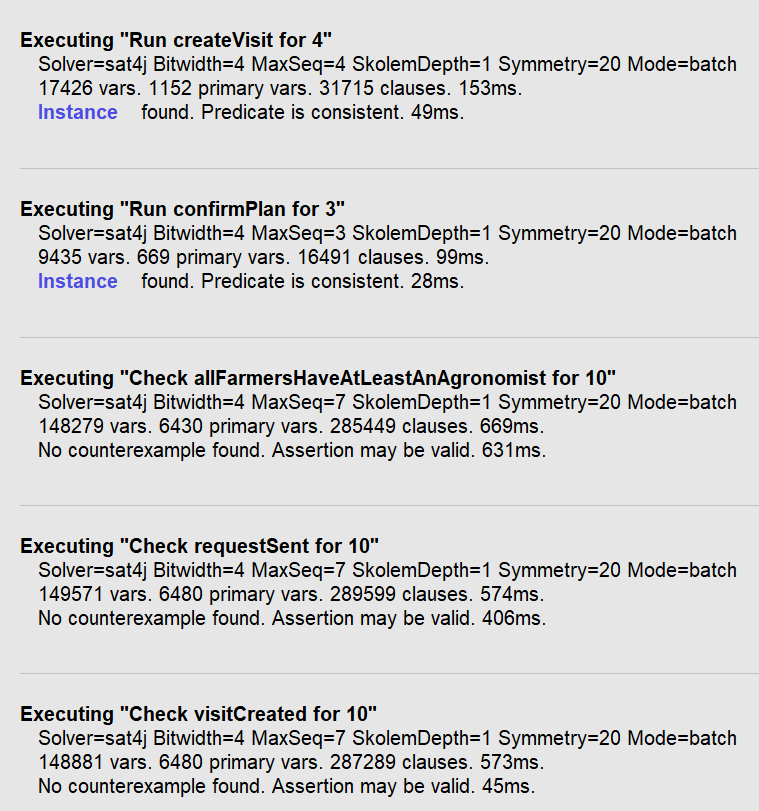 Executing "Run createVisit for 4"
Solver=sat4j Bitwidth=4 MaxSeq=4 SkolemDepth=1 Symmetry=20 Mode=batch
17426 vars. 1152 primary vars. 31715 clauses. 153ms.
Instance found. Predicate is consistent. 49ms.
Executing "Run confirmPlan for 3"
Solver=sat4j Bitwidth=4 MaxSeq=3 SkolemDepth=1 Symmetry=20 Mode=batch
9435 vars. 669 primary vars. 16491 clauses. 99ms.
Instance found. Predicate is consistent. 28ms.
Executing "Check allFarmersHaveAtLeastAnAgronomist for 10"
Solver=sat4j Bitwidth=4 MaxSeq=7 SkolemDepth=1 Symmetry=20 Mode=batch
148279 vars. 6430 primary vars. 285449 clauses. 669ms.
No counterexample found. Assertion may be valid. 631ms.
Executing "Check requestSent for 10"
Solver=sat4j Bitwidth=4 MaxSeq=7 SkolemDepth=1 Symmetry=20 Mode=batch
149571 vars. 6480 primary vars. 289599 clauses. 574ms.
No counterexample found. Assertion may be valid. 406ms.
Executing "Check visitCreated for 10"
Solver=sat4j Bitwidth=4 MaxSeq=7 SkolemDepth=1 Symmetry=20 Mode=batch
148881 vars. 6480 primary vars. 287289 clauses. 573ms.
No counterexample found. Assertion may be valid. 45ms.